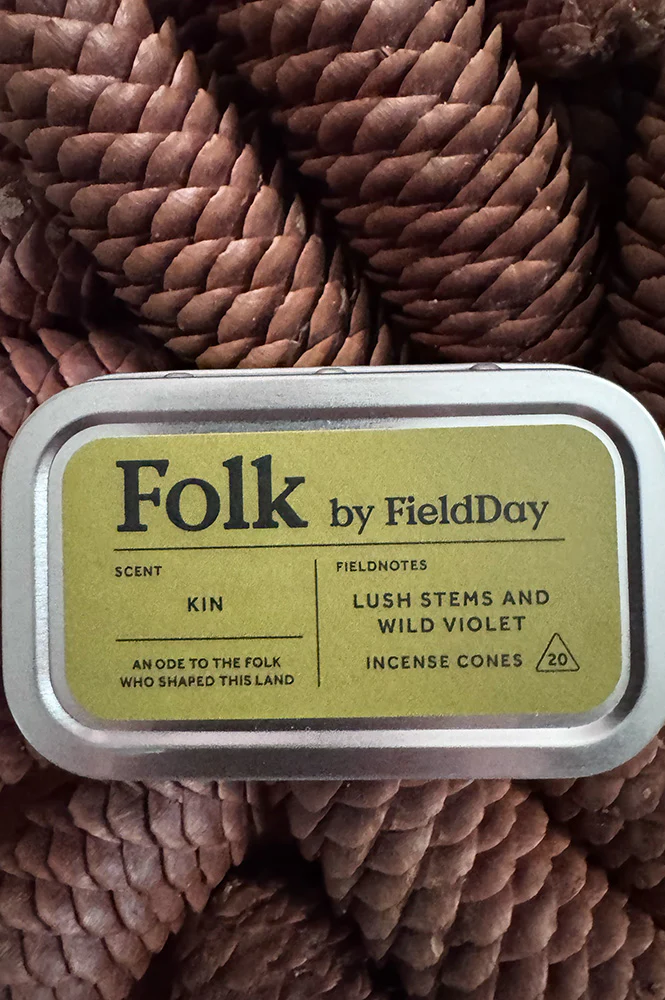 Folk by FieldDay
SCENT
KIN
AN ODE TO THE FOLK
WHO SHAPED THIS LAND
FIELDNOTES
LUSH STEMS AND
WILD VIOLET
INCENSE CONES 20